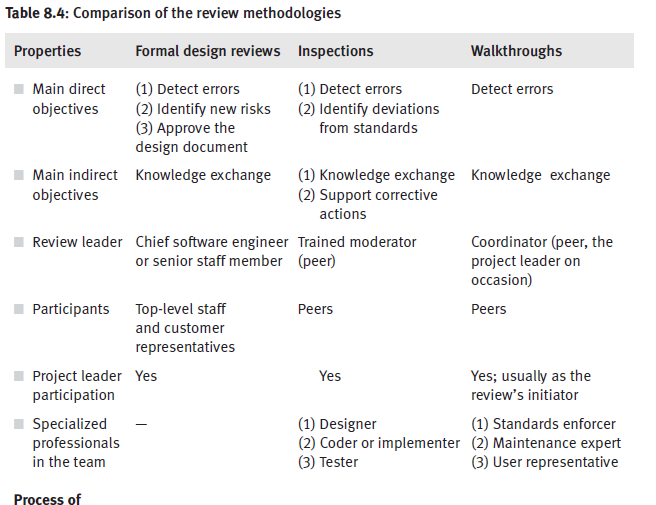 Table 8.4: Comparison of the review methodologies
Properties Formal design reviews Inspections Walkthroughs
Main direct (1) Detect errors (1) Detect errors Detect errors
objectives (2) Identify new risks (2) Identify deviations
(3) Approve the from standards
design document
Main indirect Knowledge exchange (1) Knowledge exchange Knowledge exchange
objectives (2) Support corrective
actions
Review leader Chief software engineer Trained moderator Coordinator (peer, the
or senior staff member (peer) project leader on
occasion)
Participants Top-level staff Peers Peers
and customer
representatives
Project leader Yes Yes Yes; usually as the
participation review’s initiator
Specialized — (1) Designer (1) Standards enforcer
professionals (2) Coder or implementer (2) Maintenance expert
in the team (3) Tester (3) User representative
Process of